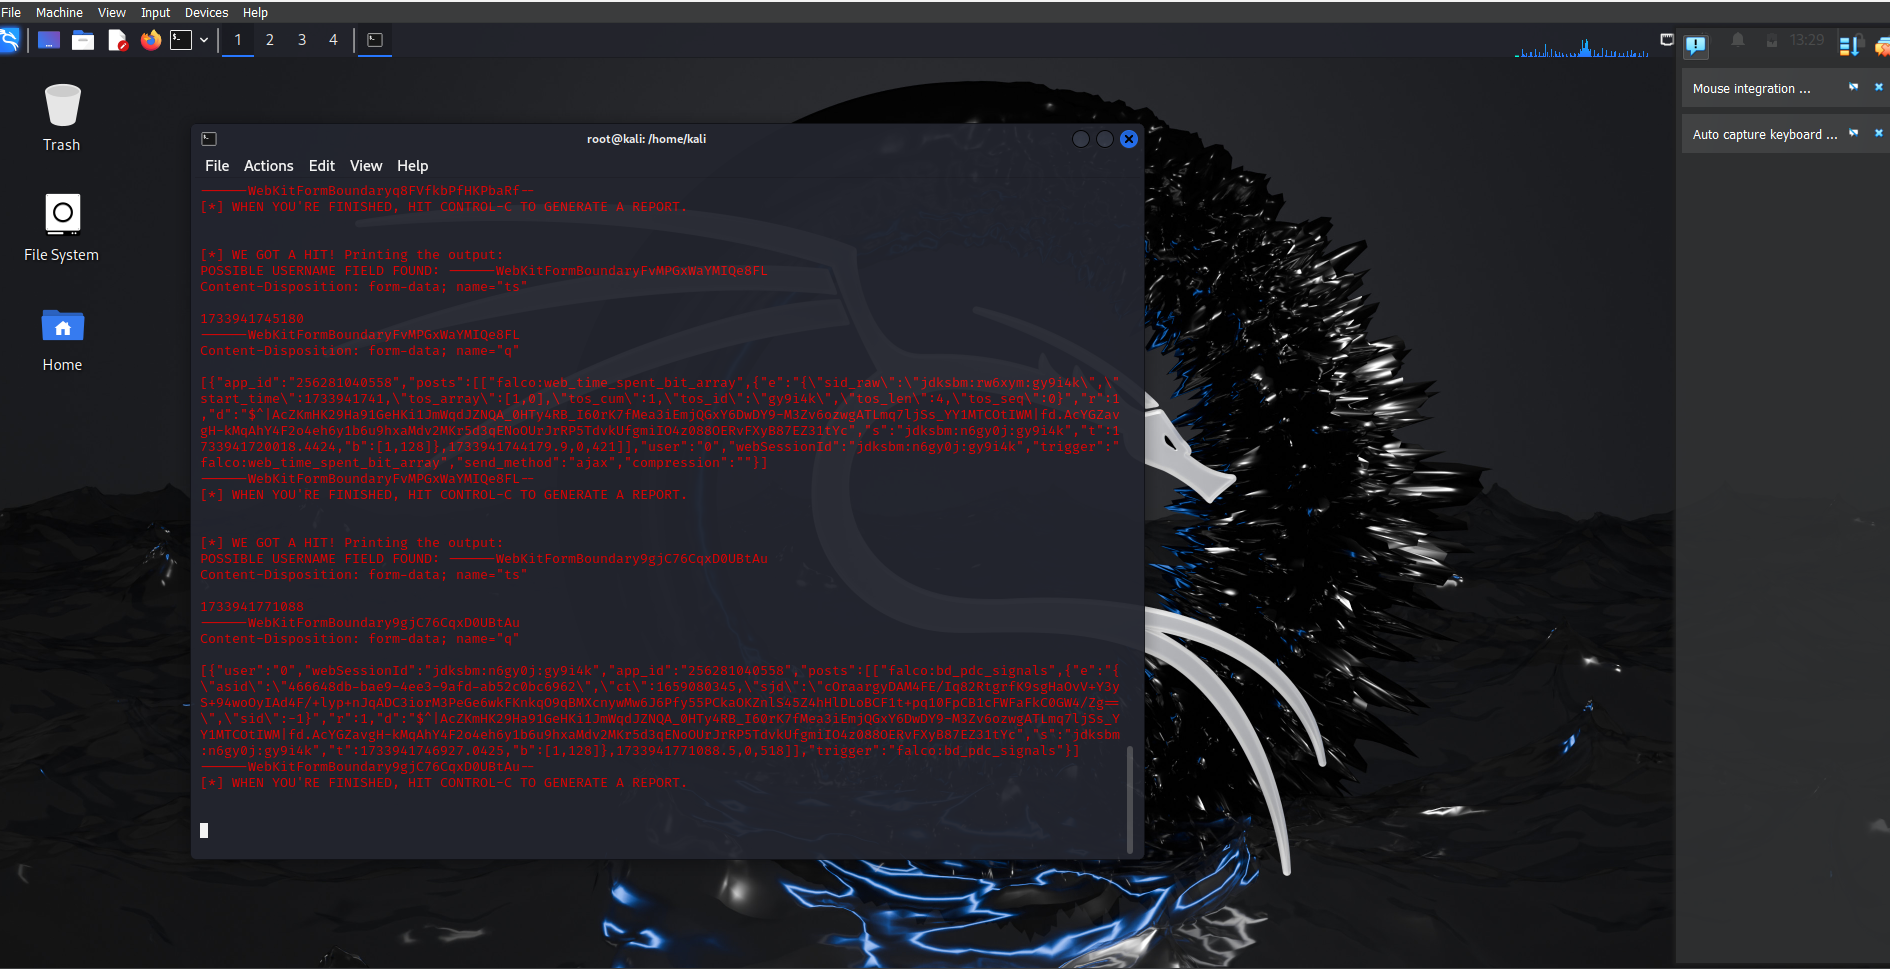 File Machine View Input Devices Help
1 2 3 4
13:29
Mouse integration ...
Auto capture keyboard ...
Trash
File System
Home
root@kali: /home/kali
File Actions Edit View Help
------WebKitFormBoundaryq8FVfkbPfHKPbaRf--
[*] WHEN YOU'RE FINISHED, HIT CONTROL-C TO GENERATE A REPORT.
[*] WE GOT A HIT! Printing the output:
POSSIBLE USERNAME FIELD FOUND: ------WebKitFormBoundaryFvMPGxWaYMIQe8FL
Content-Disposition: form-data; name="ts"
1733941745180
------WebKitFormBoundaryFvMPGxWaYMIQe8FL
Content-Disposition: form-data; name="q"
[{"app_id":"256281040558","posts":[["falco:web_time_spent_bit_array",{"e":"{\"sid_raw\":\"jdksbm:rw6xym:gy9i4k\",\"
start_time\":1733941741,\"tos_array\":[1,0],\"tos_cum\":1,\"tos_id\":\"gy9i4k\",\"tos_len\":4,\"tos_seq\":0}","r":1
,"d":"$^|AcZKmHK29Ha91GeHKi1JmWqdJZNQA_0HTy4RB_I60rK7fMea3iEmjQGxY6DwDY9-M3Zv6ozwgATLmq7ljSs_YY1MTCOtIWM|fd.AcYGZav
gH-kMqAhY4F2o4eh6y1b6u9hxaMdv2MKr5d3qENoOUrJrRP5TdvkUfgmiIO4z088OERvFXyB87EZ31tYc","s":"jdksbm:n6gy0j:gy9i4k","t":1
733941720018.4424,"b":[1,128]},1733941744179.9,0,421]],"user":"0","webSessionId":"jdksbm:n6gy0j:gy9i4k","trigger":"
falco:web_time_spent_bit_array","send_method":"ajax","compression":""}]
------WebKitFormBoundaryFvMPGxWaYMIQe8FL--
[*] WHEN YOU'RE FINISHED, HIT CONTROL-C TO GENERATE A REPORT.
[*] WE GOT A HIT! Printing the output:
POSSIBLE USERNAME FIELD FOUND: ------WebKitFormBoundary9gjC76CqxD0UBtAu
Content-Disposition: form-data; name="ts"
1733941771088
------WebKitFormBoundary9gjC76CqxD0UBtAu
Content-Disposition: form-data; name="q"
[{"user":"0","webSessionId":"jdksbm:n6gy0j:gy9i4k","app_id":"256281040558","posts":[["falco:bd_pdc_signals",{"e":"{
\"asid\":\"466648db-bae9-4ee3-9afd-ab52c0bc6962\",\"ct\":1659080345,\"sjd\":\"cOraargyDAM4FE/Iq82RtgrfK9sgHaOvV+Y3y
S+94woOyIAd4F/+lyp+nJqADC3iorM3PeGe6wkFKnkqO9qBMXcnywMw6J6Pfy55PCkaOKZnlS45Z4hHlDLoBCF1t+pq10FpCB1cFWFaFkC0GW4/Zg==
\",\"sid\":-1}","r":1,"d":"$^|AcZKmHK29Ha91GeHKi1JmWqdJZNQA_0HTy4RB_I60rK7fMea3iEmjQGxY6DwDY9-M3Zv6ozwgATLmq7ljSs_Y
Y1MTCOtIWM|fd.AcYGZavgH-kMqAhY4F2o4eh6y1b6u9hxaMdv2MKr5d3qENoOUrJrRP5TdvkUfgmiIO4z088OERvFXyB87EZ31tYc","s":"jdksbm
:n6gy0j:gy9i4k","t":1733941746927.0425,"b":[1,128]},1733941771088.5,0,518]],"trigger":"falco:bd_pdc_signals"}]
------WebKitFormBoundary9gjC76CqxD0UBtAu--
[*] WHEN YOU'RE FINISHED, HIT CONTROL-C TO GENERATE A REPORT.